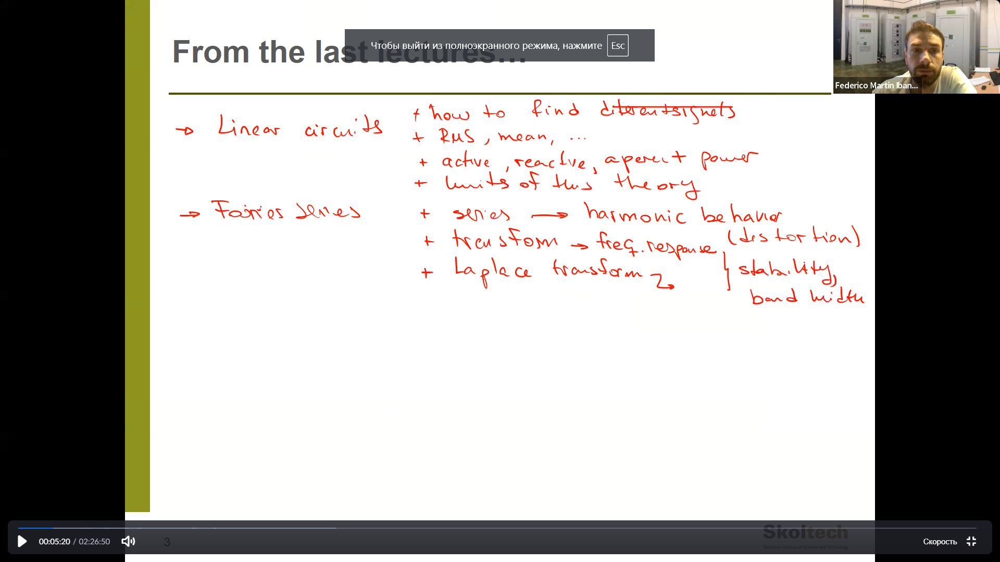 From the last lectures...
Чтобы выйти из полноэкранного режима, нажмите Esc
Federico Martin Iban...
→ Linear circuits
+ how to find diferent signals
+ RMS, mean, ...
+ active, reactive, aperent power
+ limits of this theory
→ Fourier series
+ series → harmonic behavior
(distortion)
+ transform → freq. response
+ Laplace transform
stability,
band width
00:05:20 / 02:26:50
3
Skoltech
Skolkovo Institute of Science and Technology
Скорость